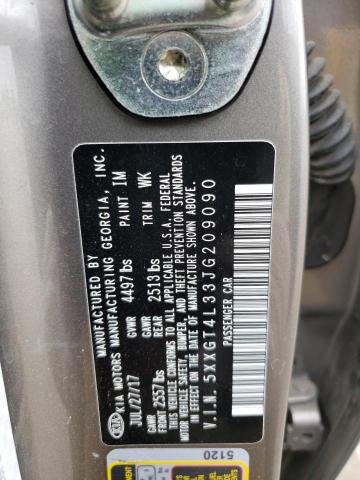 MANUFACTURED BY
KIA KIA MOTORS MANUFACTURING GEORGIA, INC.
JUL/27/17 GVWR 4497 lbs PAINT IM
GAWR FRONT 2557 lbs GAWR REAR 2513 lbs TRIM WK
THIS VEHICLE CONFORMS TO ALL APPLICABLE U.S.A. FEDERAL
MOTOR VEHICLE SAFETY, BUMPER, AND THEFT PREVENTION STANDARDS
IN EFFECT ON THE DATE OF MANUFACTURE SHOWN ABOVE.
V.I.N. 5XXGT4L33JG209090
PASSENGER CAR
5120